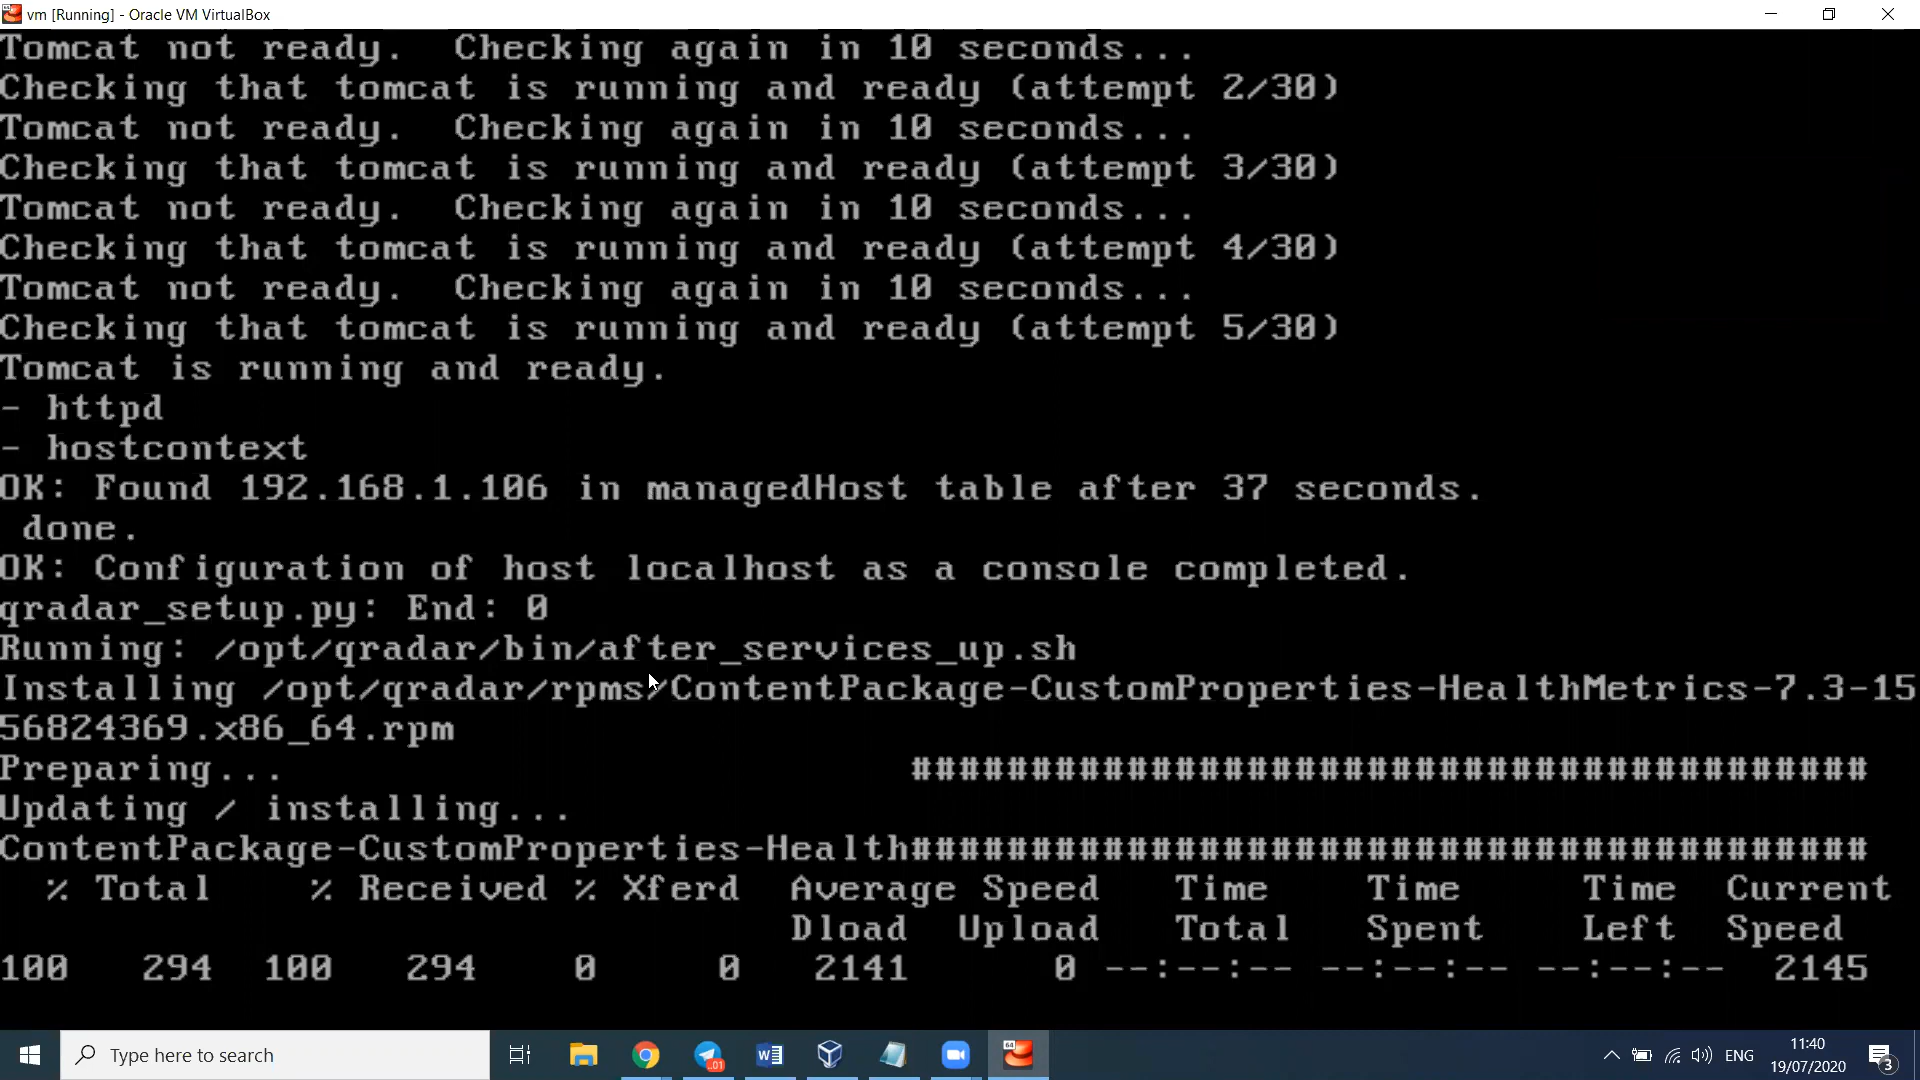 vm [Running] - Oracle VM VirtualBox
Tomcat not ready.  Checking again in 10 seconds...
Checking that tomcat is running and ready (attempt 2/30)
Tomcat not ready.  Checking again in 10 seconds...
Checking that tomcat is running and ready (attempt 3/30)
Tomcat not ready.  Checking again in 10 seconds...
Checking that tomcat is running and ready (attempt 4/30)
Tomcat not ready.  Checking again in 10 seconds...
Checking that tomcat is running and ready (attempt 5/30)
Tomcat is running and ready.
- httpd
- hostcontext
OK: Found 192.168.1.106 in managedHost table after 37 seconds.
 done.
OK: Configuration of host localhost as a console completed.
qradar_setup.py: End: 0
Running: /opt/qradar/bin/after_services_up.sh
Installing /opt/qradar/rpms/ContentPackage-CustomProperties-HealthMetrics-7.3-15
56824369.x86_64.rpm
Preparing...                          ########################################
Updating / installing...
ContentPackage-CustomProperties-Health########################################
  % Total    % Received % Xferd  Average Speed   Time    Time     Time  Current
                                 Dload  Upload   Total   Spent    Left  Speed
100   294  100   294    0     0   2141      0 --:--:-- --:--:-- --:--:--  2145
Type here to search
.01
64
ENG
11:40
19/07/2020
3